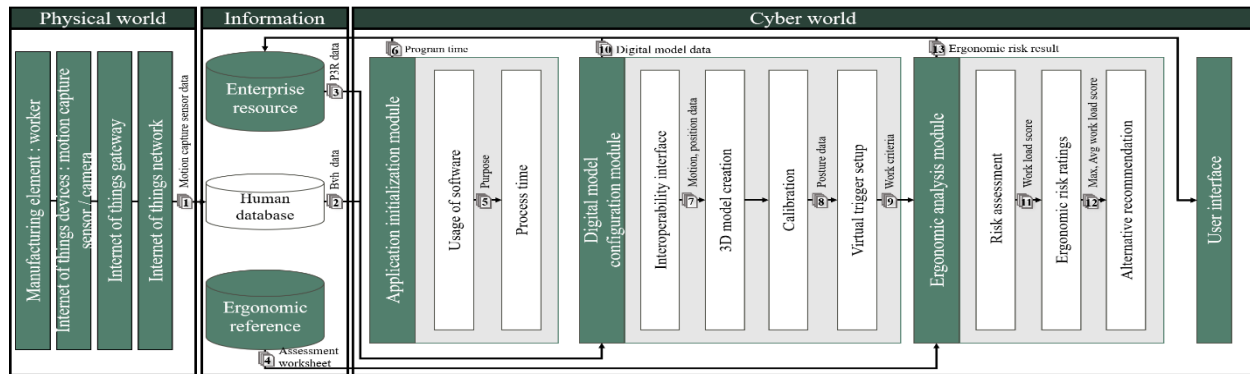 Physical world
Information
Cyber world
Manufacturing element : worker
Internet of things devices : motion capture
sensor / camera
Internet of things gateway
Internet of things network
1
Motion capture sensor data
Enterprise
resource
Human
database
Ergonomic
reference
3
P3R data
2
Bvh data
4
Assessment
worksheet
6
Program time
Application initialization module
Usage of software
5
Purpose
Process time
10
Digital model data
Digital model
configuration module
Interoperability interface
7
Motion, position data
3D model creation
Calibration
8
Posture data
Virtual trigger setup
9
Work criteria
13
Ergonomic risk result
Ergonomic analysis module
Risk assessment
11
Work load score
Ergonomic risk ratings
12
Max, Avg work load score
Alternative recommendation
User interface